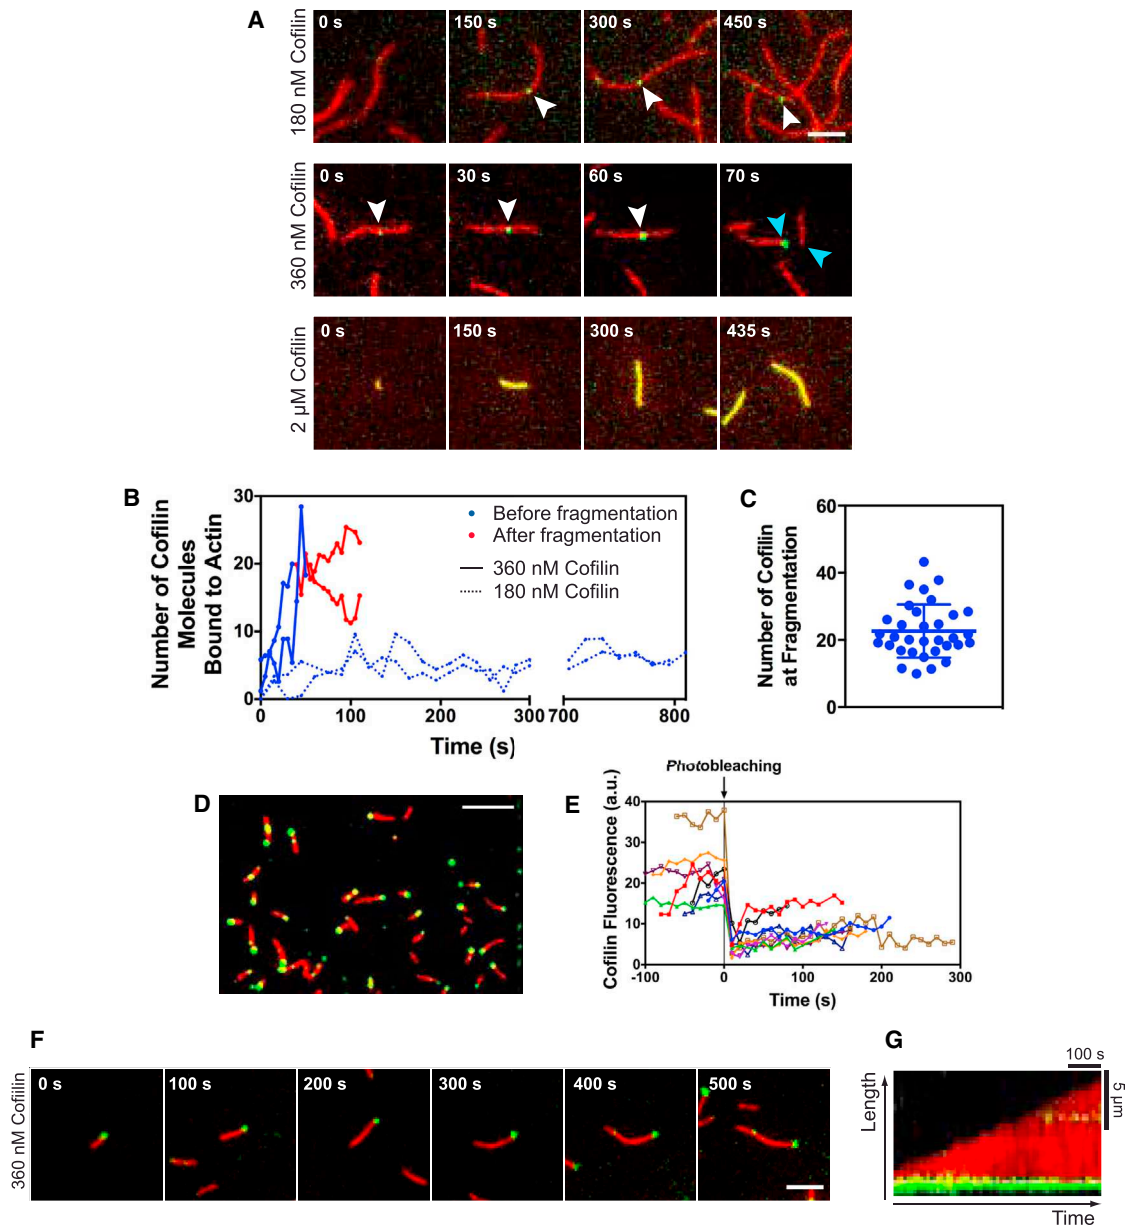 A
180 nM Cofilin
0 s
150 s
300 s
450 s
360 nM Cofilin
0 s
30 s
60 s
70 s
2 µM Cofilin
0 s
150 s
300 s
435 s
B
Number of Cofilin
Molecules
Bound to Actin
30
20
10
0
Before fragmentation
After fragmentation
360 nM Cofilin
180 nM Cofilin
0
100
200
300
700
800
Time (s)
C
Number of Cofilin
at Fragmentation
60
40
20
0
D
E
Photobleaching
Cofilin Fluorescence (a.u.)
40
30
20
10
0
-100
0
100
200
300
Time (s)
F
360 nM Cofilin
0 s
100 s
200 s
300 s
400 s
500 s
G
100 s
5 µm
Length
Time